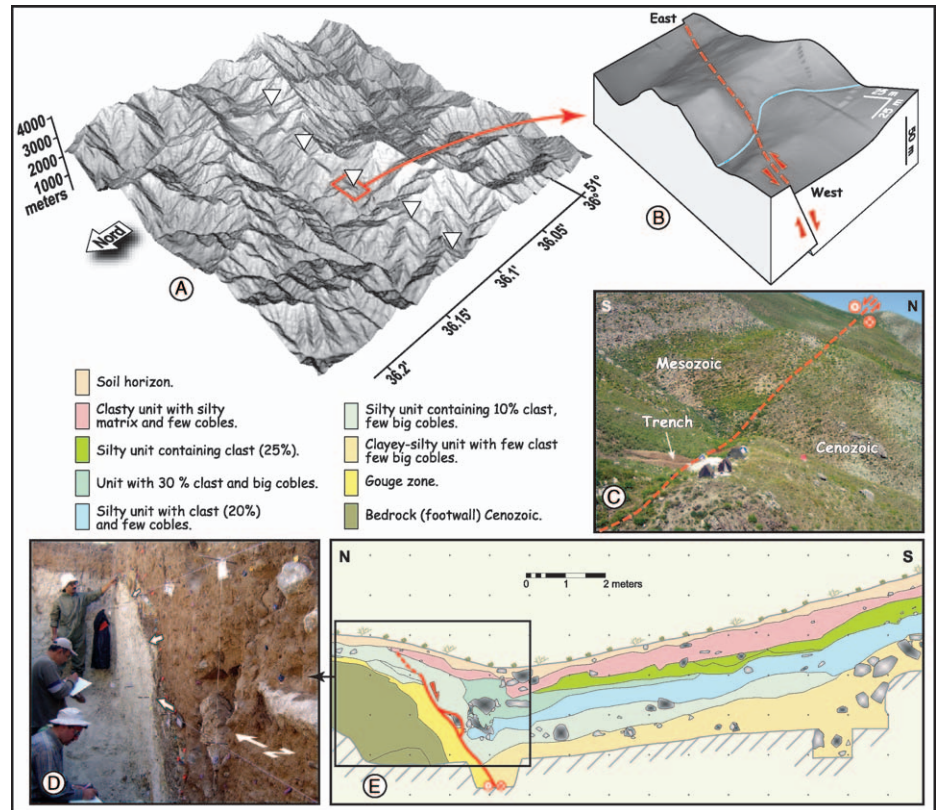 4000
3000
2000
1000
meters
Nord
A
36.2°
36.15°
36.1°
36.05°
36°
51°
East
West
25 m
50 m
B
Soil horizon.
Clasty unit with silty
matrix and few cobles.
Silty unit containing clast (25%).
Unit with 30 % clast and big cobles.
Silty unit with clast (20%)
and few cobles.
Silty unit containing 10% clast,
few big cobles.
Clayey-silty unit with few clast
few big cobles.
Gouge zone.
Bedrock (footwall) Cenozoic.
S
N
Mesozoic
Trench
Cenozoic
C
N
D
N
S
0 1 2 meters
E